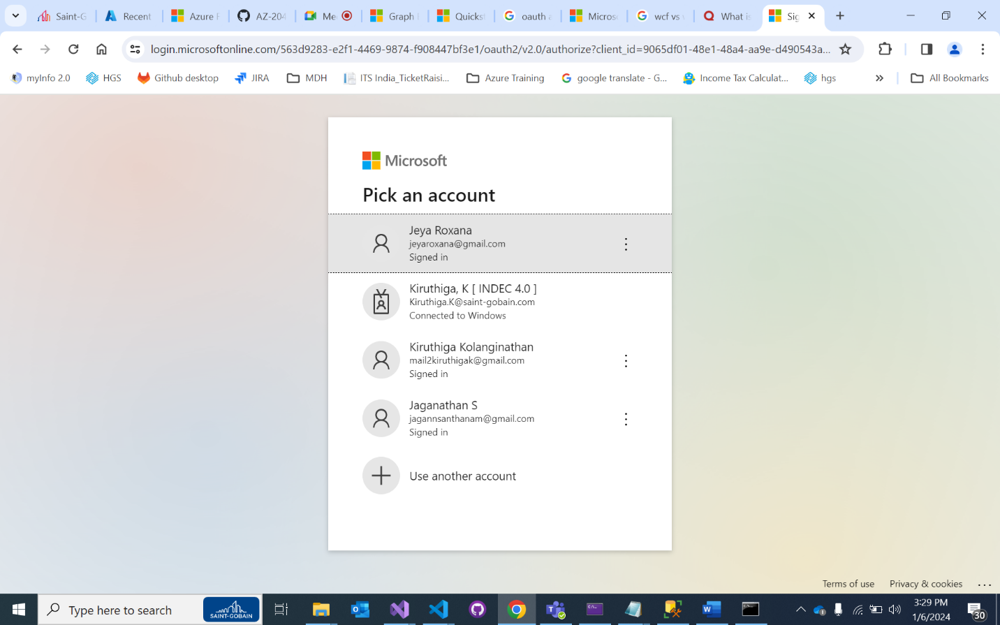 Saint-G
Recent
Azure F
AZ-204
Me
Graph
Quickst
oauth a
Micros
wcf vs
What is
Sig
login.microsoftonline.com/563d9283-e2f1-4469-9874-f908447bf3e1/oauth2/v2.0/authorize?client_id=9065df01-48e1-48a4-aa9e-d490543a...
myInfo 2.0
HGS
Github desktop
JIRA
MDH
ITS India_TicketRaisi...
Azure Training
google translate - G...
Income Tax Calculat...
hgs
»
All Bookmarks
Microsoft
Pick an account
Jeya Roxana
jeyaroxana@gmail.com
Signed in
Kiruthiga, K [ INDEC 4.0 ]
Kiruthiga.K@saint-gobain.com
Connected to Windows
Kiruthiga Kolanginathan
mail2kiruthigak@gmail.com
Signed in
Jaganathan S
jagannsanthanam@gmail.com
Signed in
Use another account
Terms of use
Privacy & cookies
...
Type here to search
SAINT-GOBAIN
3:29 PM
1/6/2024
30